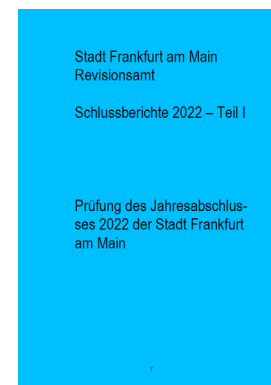 Stadt Frankfurt am Main
Revisionsamt
Schlussberichte 2022 – Teil I
Prüfung des Jahresabschlus-
ses 2022 der Stadt Frankfurt
am Main